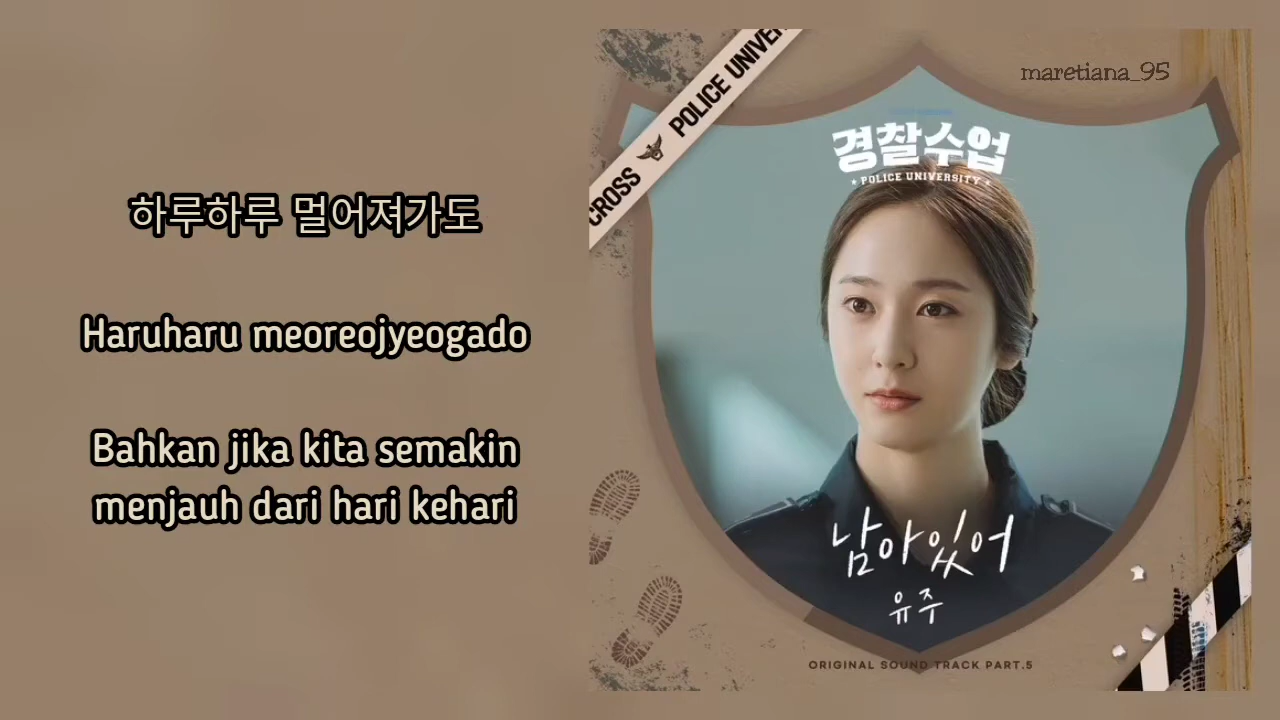 하루하루 멀어져가도
Haruharu meoreojyeogado
Bahkan jika kita semakin
menjauh dari hari kehari
CROSS POLICE UNIVER
maretiana_95
경찰수업
POLICE UNIVERSITY
남아있어
유주
ORIGINAL SOUND TRACK PART.5